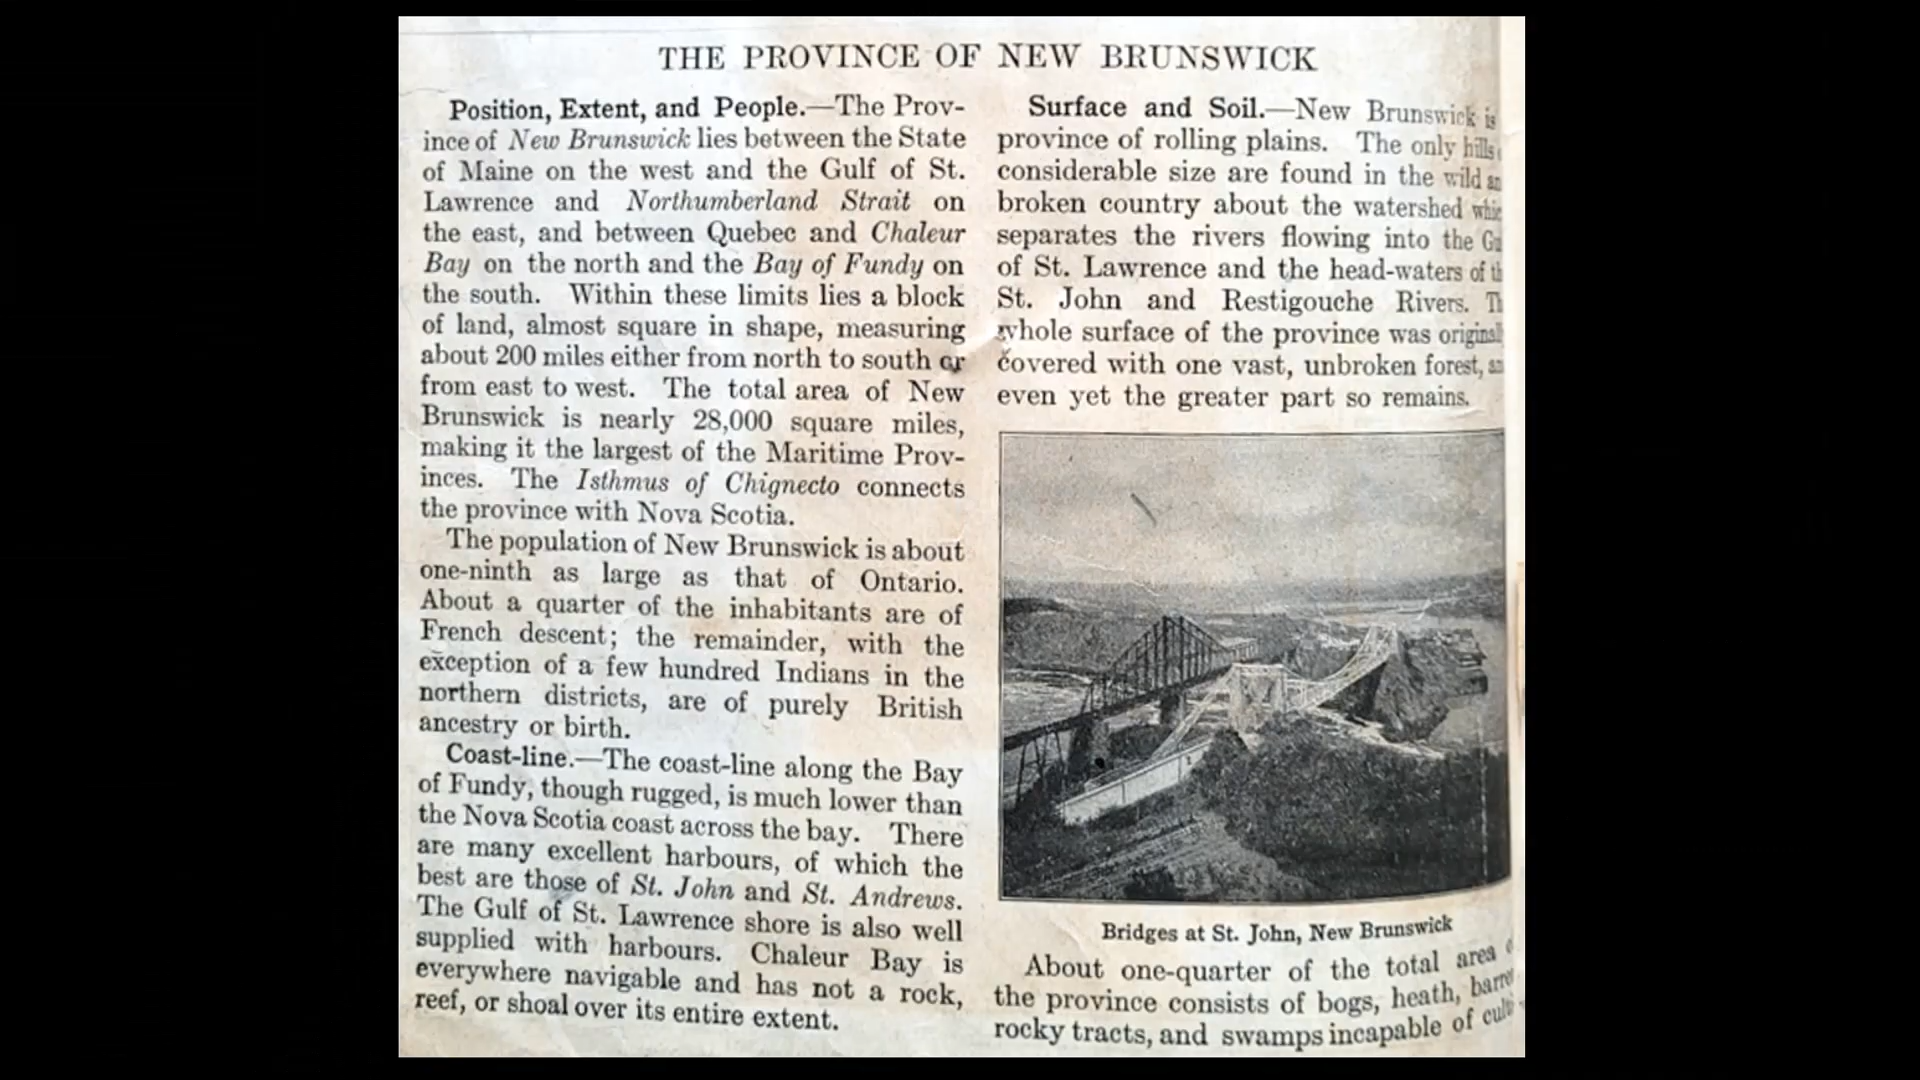 THE PROVINCE OF NEW BRUNSWICK
Position, Extent, and People.—The Prov-
ince of New Brunswick lies between the State
of Maine on the west and the Gulf of St.
Lawrence and Northumberland Strait on
the east, and between Quebec and Chaleur
Bay on the north and the Bay of Fundy on
the south. Within these limits lies a block
of land, almost square in shape, measuring
about 200 miles either from north to south or
from east to west. The total area of New
Brunswick is nearly 28,000 square miles,
making it the largest of the Maritime Prov-
inces. The Isthmus of Chignecto connects
the province with Nova Scotia.
The population of New Brunswick is about
one-ninth as large as that of Ontario.
About a quarter of the inhabitants are of
French descent; the remainder, with the
exception of a few hundred Indians in the
northern districts, are of purely British
ancestry or birth.
Coast-line.—The coast-line along the Bay
of Fundy, though rugged, is much lower than
the Nova Scotia coast across the bay. There
are many excellent harbours, of which the
best are those of St. John and St. Andrews.
The Gulf of St. Lawrence shore is also well
supplied with harbours. Chaleur Bay is
everywhere navigable and has not a rock,
reef, or shoal over its entire extent.
Surface and Soil.—New Brunswick is
province of rolling plains. The only hills
considerable size are found in the wild
broken country about the watershed
separates the rivers flowing into the
of St. Lawrence and the head-waters of
St. John and Restigouche Rivers.
whole surface of the province was
covered with one vast, unbroken forest,
even yet the greater part so remains.
Bridges at St. John, New Brunswick
About one-quarter of the total area
the province consists of bogs, heath,
rocky tracts, and swamps incapable of